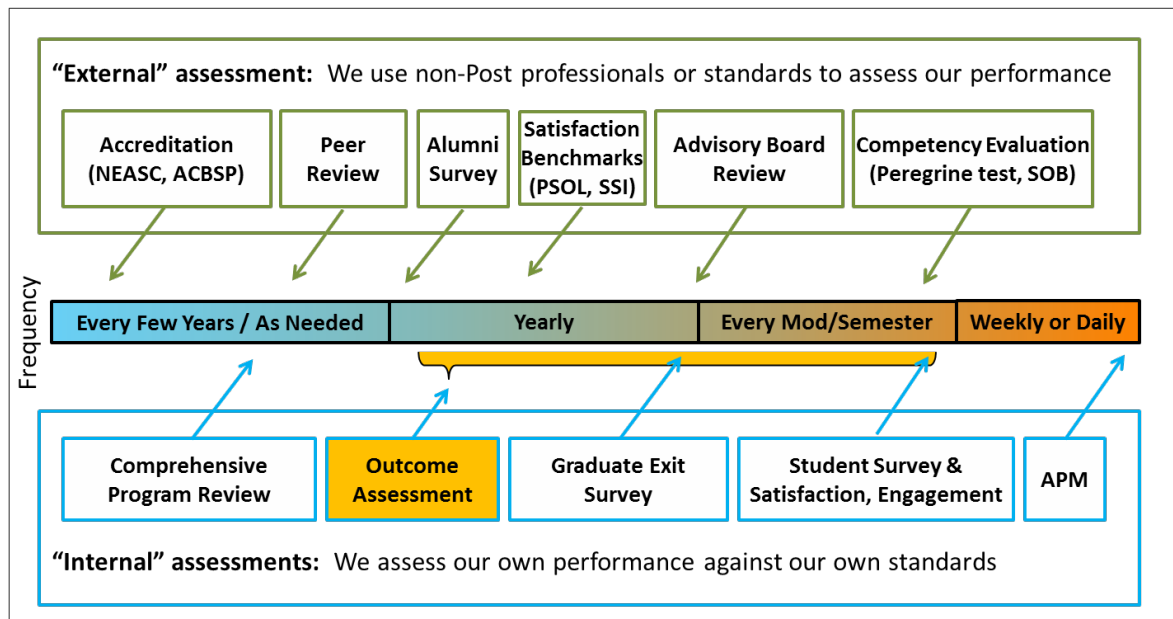 “External” assessment:  We use non-Post professionals or standards to assess our performance
Accreditation
(NEASC, ACBSP)
Peer
Review
Alumni
Survey
Satisfaction
Benchmarks
(PSOL, SSI)
Advisory Board
Review
Competency Evaluation
(Peregrine test, SOB)
Frequency
Every Few Years / As Needed
Yearly
Every Mod/Semester
Weekly or Daily
Comprehensive
Program Review
Outcome
Assessment
Graduate Exit
Survey
Student Survey &
Satisfaction, Engagement
APM
“Internal” assessments:  We assess our own performance against our own standards